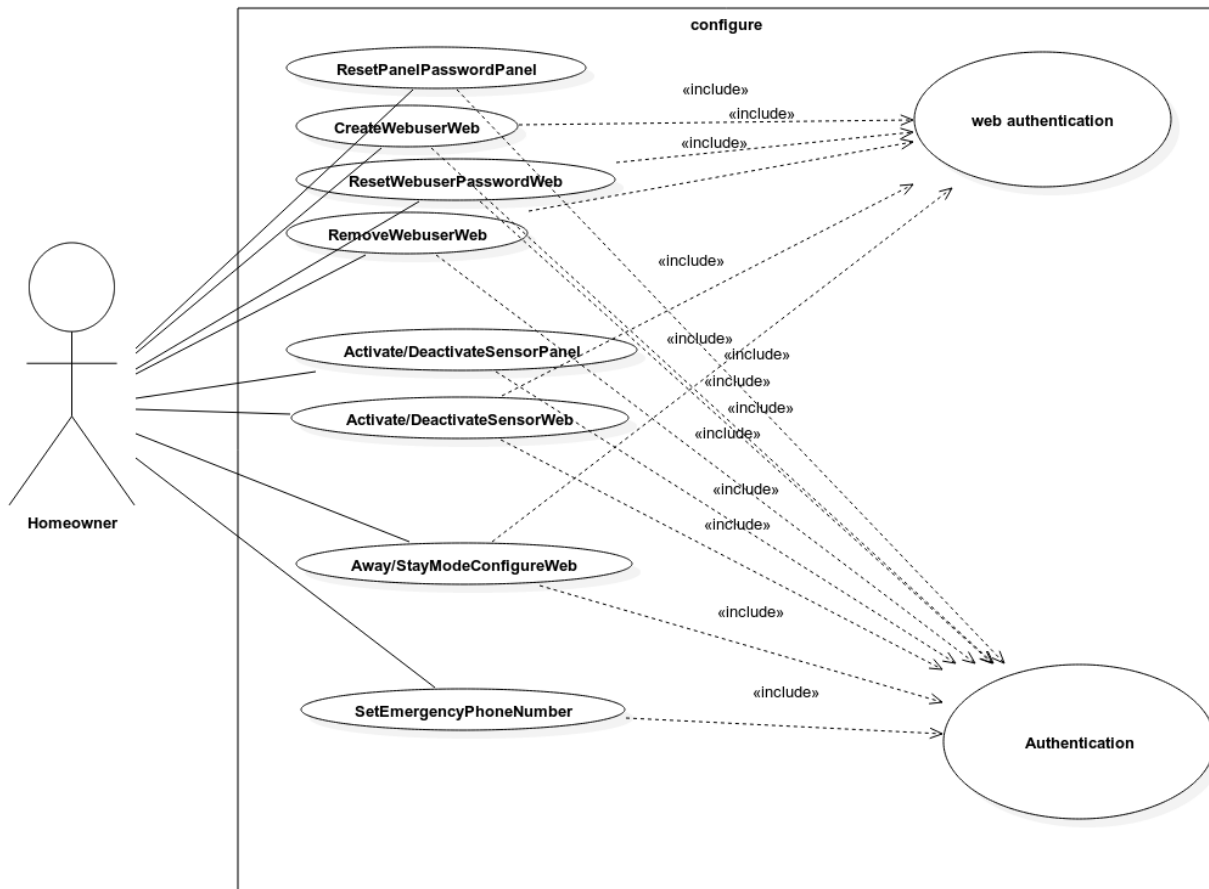 configure
ResetPanelPasswordPanel
«include»
CreateWebuserWeb
«include»
web authentication
«include»
ResetWebuserPasswordWeb
RemoveWebuserWeb
«include»
«include»
Activate/DeactivateSensorPanel
«include»
«include»
«include»
Activate/DeactivateSensorWeb
«include»
«include»
«include»
Homeowner
Away/StayModeConfigureWeb
«include»
«include»
SetEmergencyPhoneNumber
Authentication